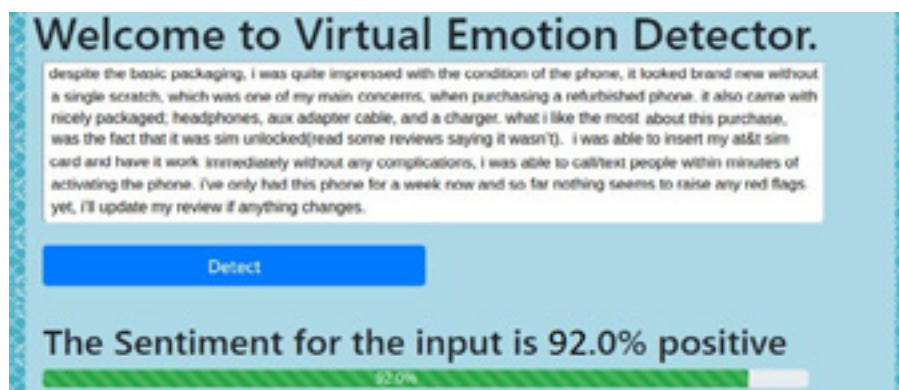 Welcome to Virtual Emotion Detector.
despite the basic packaging, i was quite impressed with the condition of the phone, it looked brand new without
a single scratch, which was one of my main concerns, when purchasing a refurbished phone. it also came with
nicely packaged; headphones, aux adapter cable, and a charger. what i like the most about this purchase,
was the fact that it was sim unlocked(read some reviews saying it wasn't). i was able to insert my at&t sim
card and have it work immediately without any complications, i was able to call/text people within minutes of
activating the phone. i've only had this phone for a week now and so far nothing seems to raise any red flags
yet, i'll update my review if anything changes.
Detect
The Sentiment for the input is 92.0% positive
92.0%